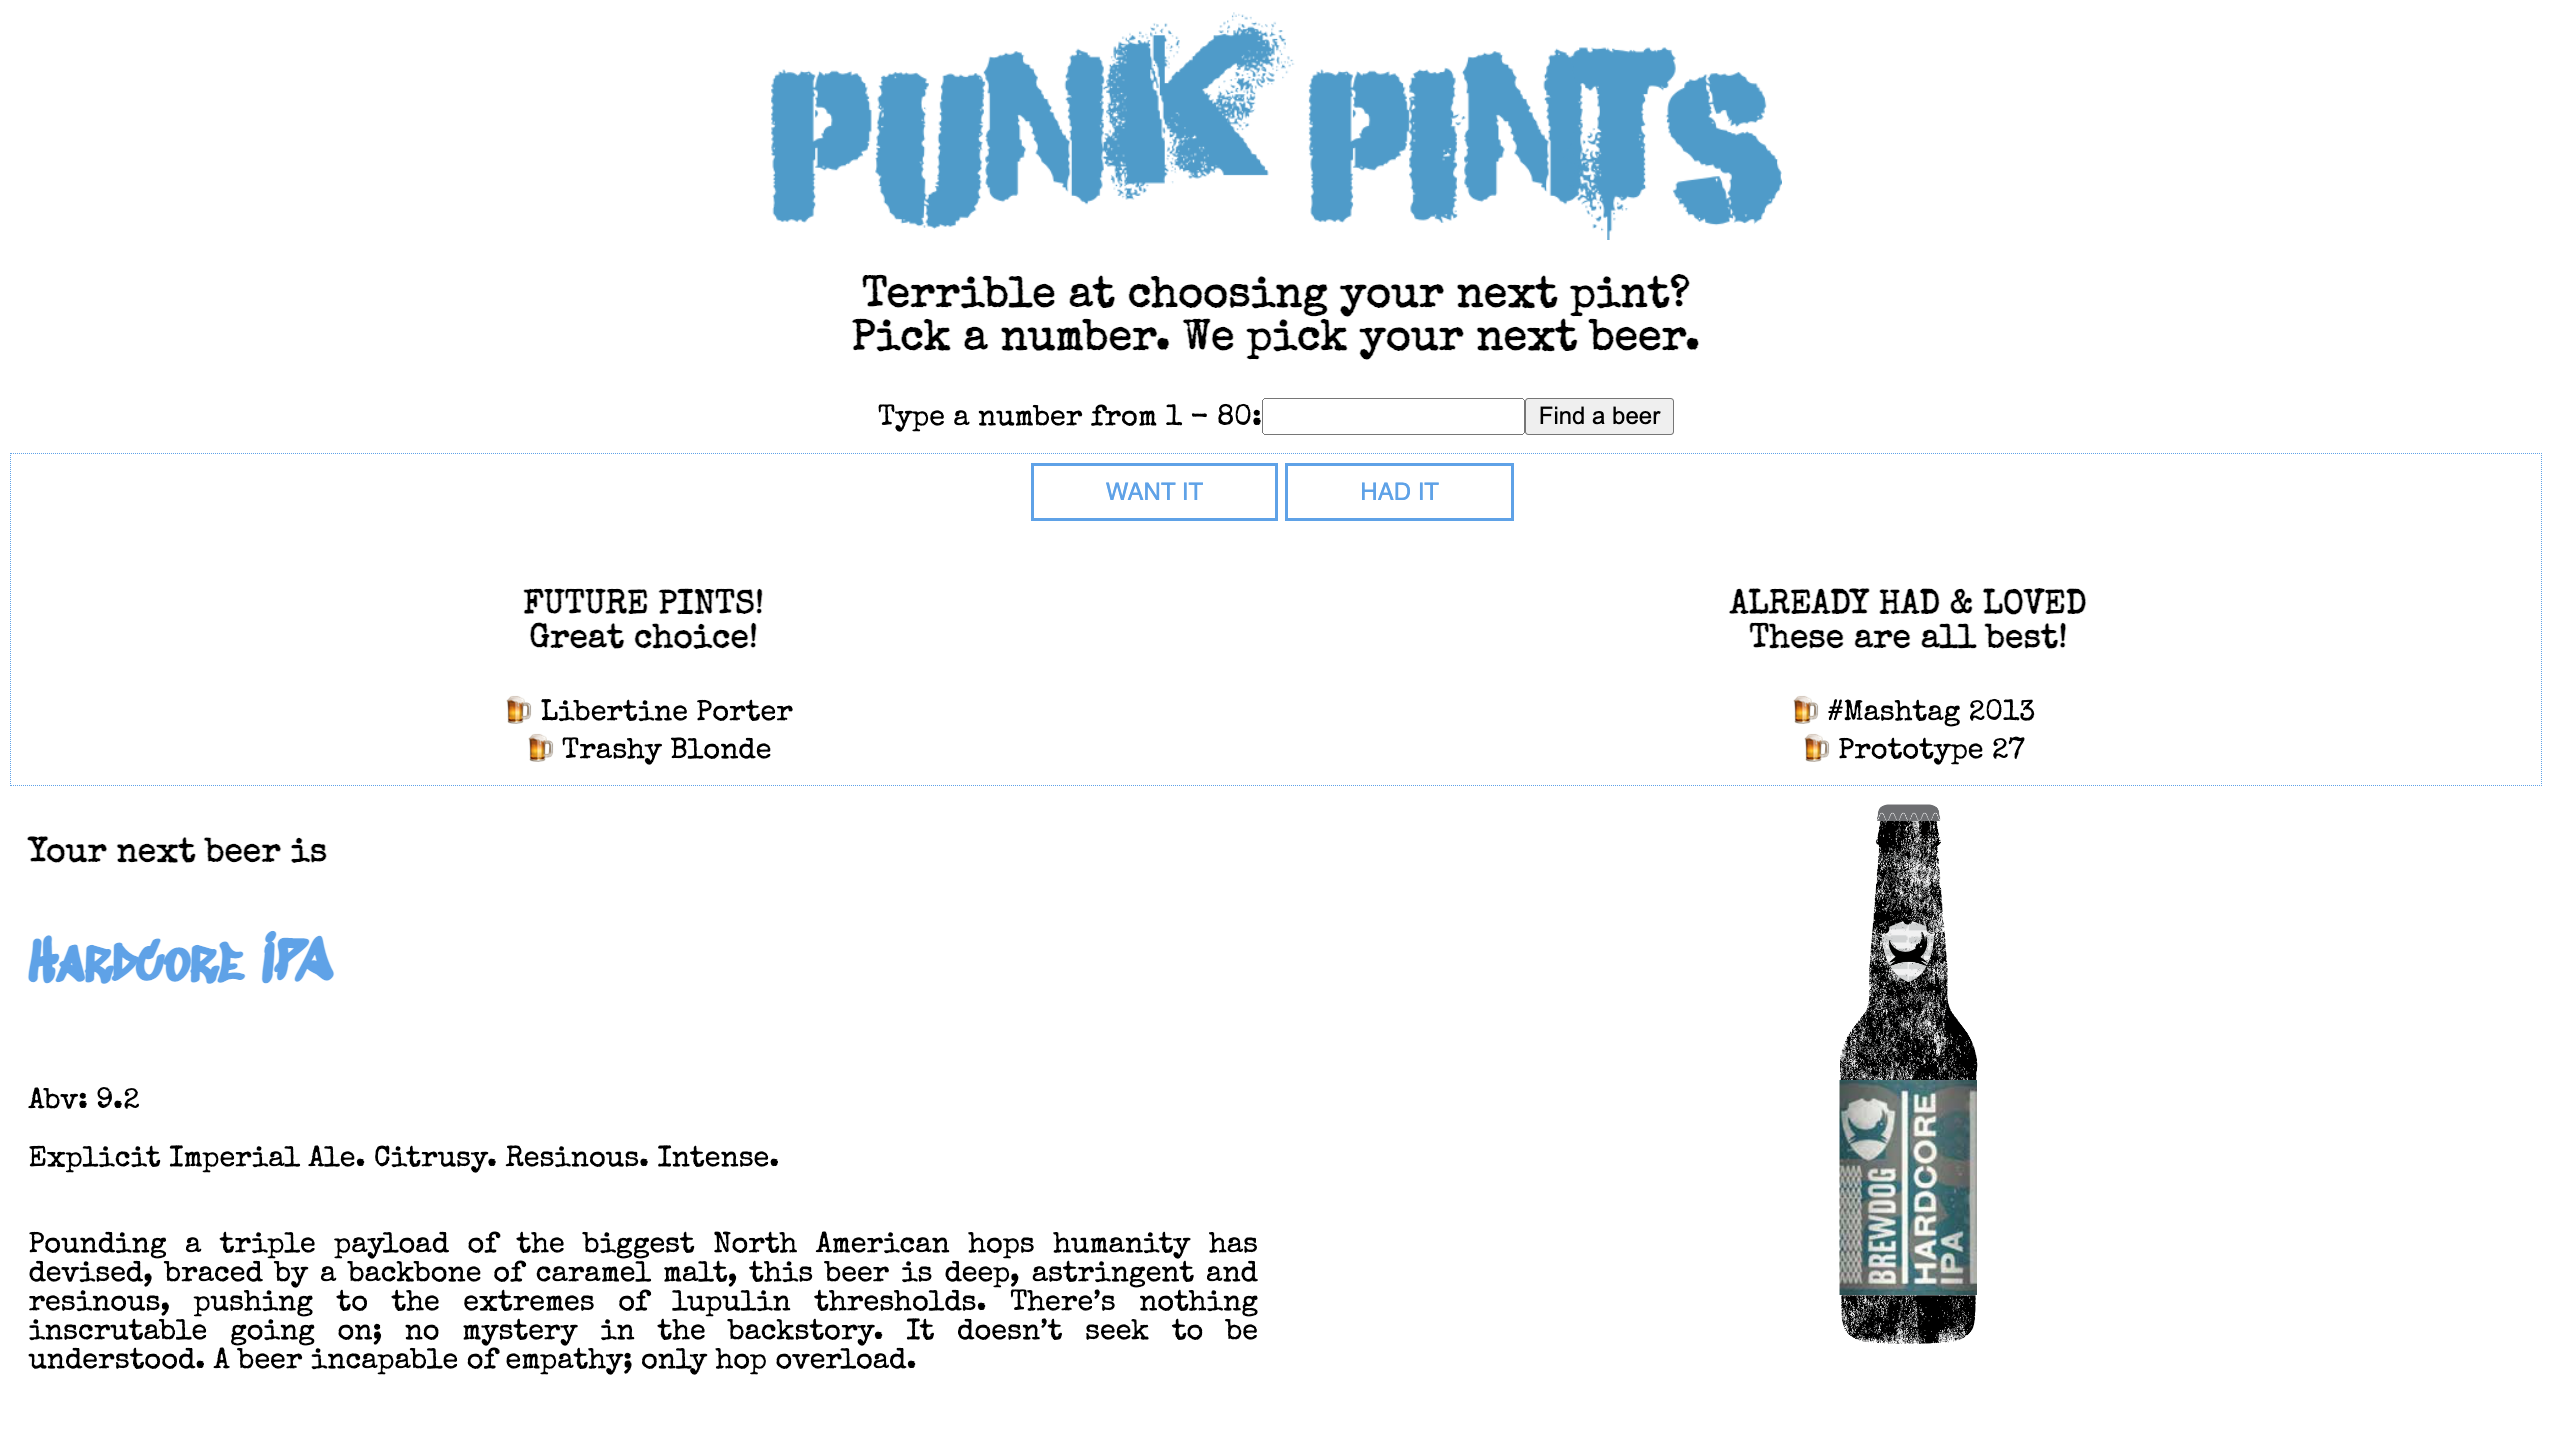 PUNK PINTS
Terrible at choosing your next pint?
Pick a number. We pick your next beer.
Type a number from 1 - 80: Find a beer
WANT IT HAD IT
FUTURE PINTS!
Great choice!
🍺 Libertine Porter
🍺 Trashy Blonde
ALREADY HAD & LOVED
These are all best!
🍺 #Mashtag 2013
🍺 Prototype 27
Your next beer is
HARDCORE IPA
Abv: 9.2
Explicit Imperial Ale. Citrusy. Resinous. Intense.
Pounding a triple payload of the biggest North American hops humanity has
devised, braced by a backbone of caramel malt, this beer is deep, astringent and
resinous, pushing to the extremes of lupulin thresholds. There’s nothing
inscrutable going on; no mystery in the backstory. It doesn’t seek to be
understood. A beer incapable of empathy; only hop overload.
BREWDOG
HARDCORE
IPA